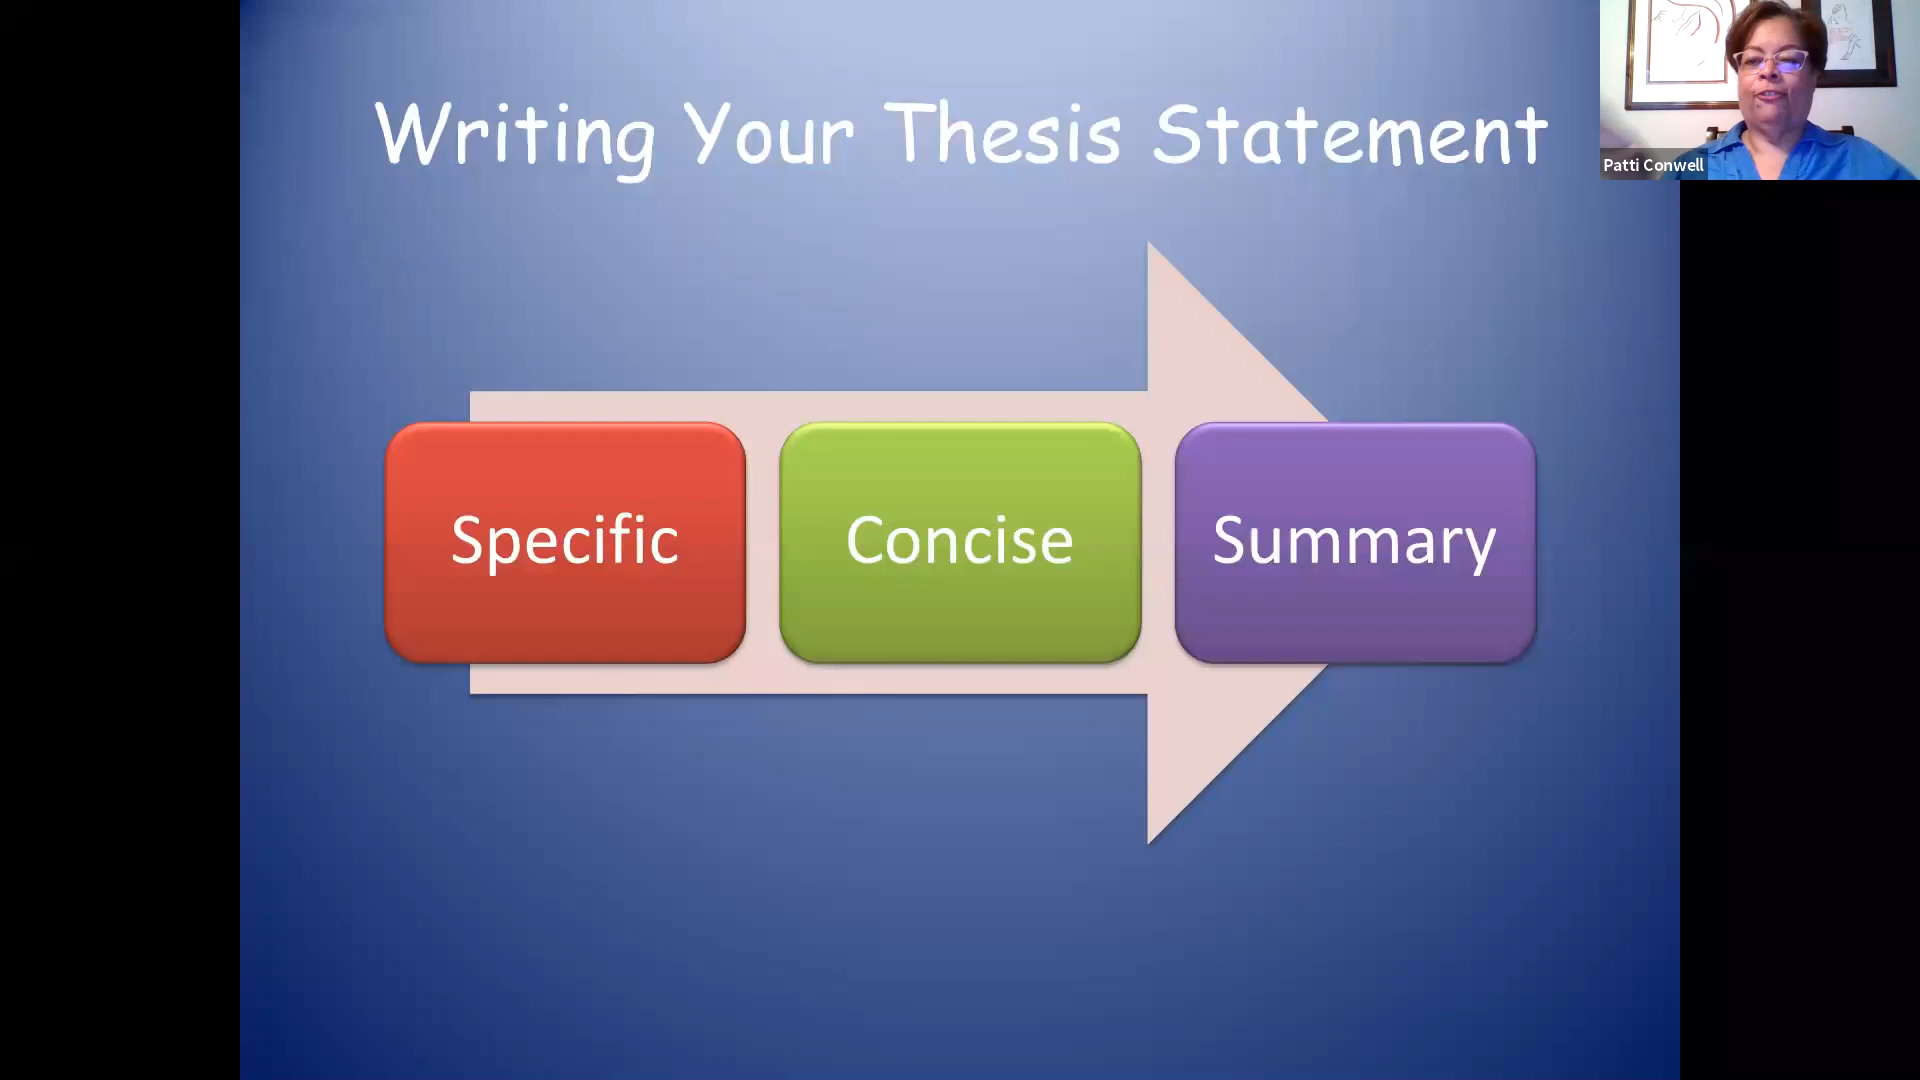 Writing Your Thesis Statement
Patti Conwell
Specific
Concise
Summary